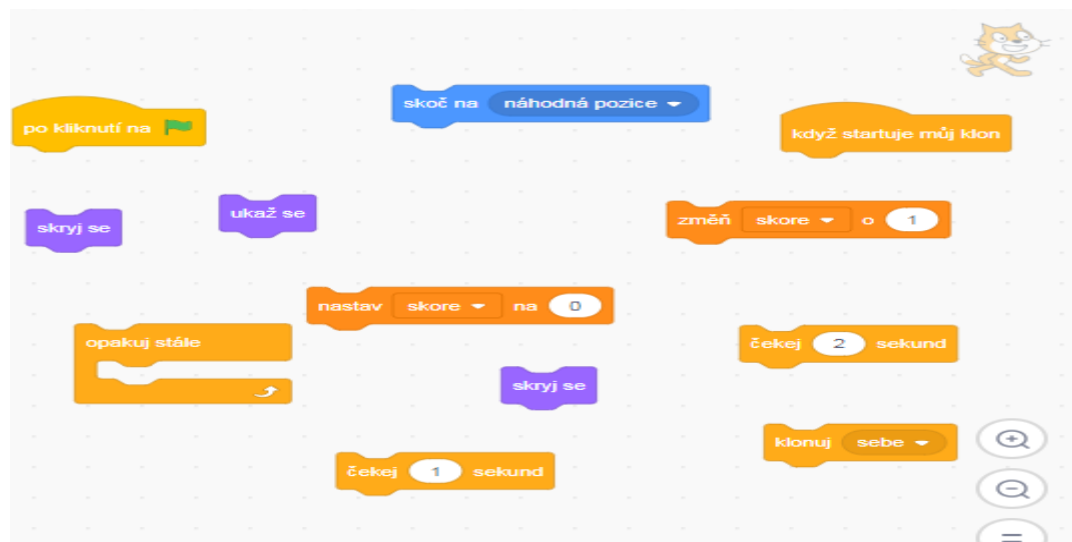 skoč na náhodná pozice
po kliknutí na
když startuje můj klon
skryj se
ukaž se
změň skore o 1
nastav skore na 0
opakuj stále
čekej 2 sekund
skryj se
klonuj sebe
čekej 1 sekund